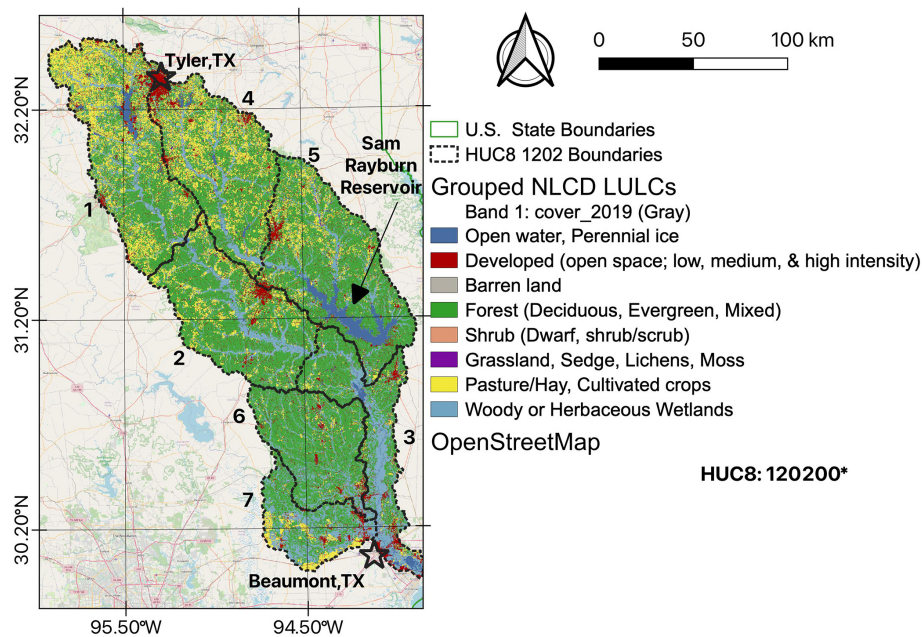 0 50 100 km
Tyler,TX
32.20°N
4
U.S. State Boundaries
HUC8 1202 Boundaries
Sam
Rayburn
Reservoir
5
Grouped NLCD LULCs
1
Band 1: cover_2019 (Gray)
Open water, Perennial ice
Developed (open space; low, medium, & high intensity)
Barren land
Forest (Deciduous, Evergreen, Mixed)
31.20°N
Shrub (Dwarf, shrub/scrub)
2
Grassland, Sedge, Lichens, Moss
Pasture/Hay, Cultivated crops
Woody or Herbaceous Wetlands
6
3
OpenStreetMap
HUC8: 120200*
7
30.20°N
Beaumont,TX
95.50°W 94.50°W